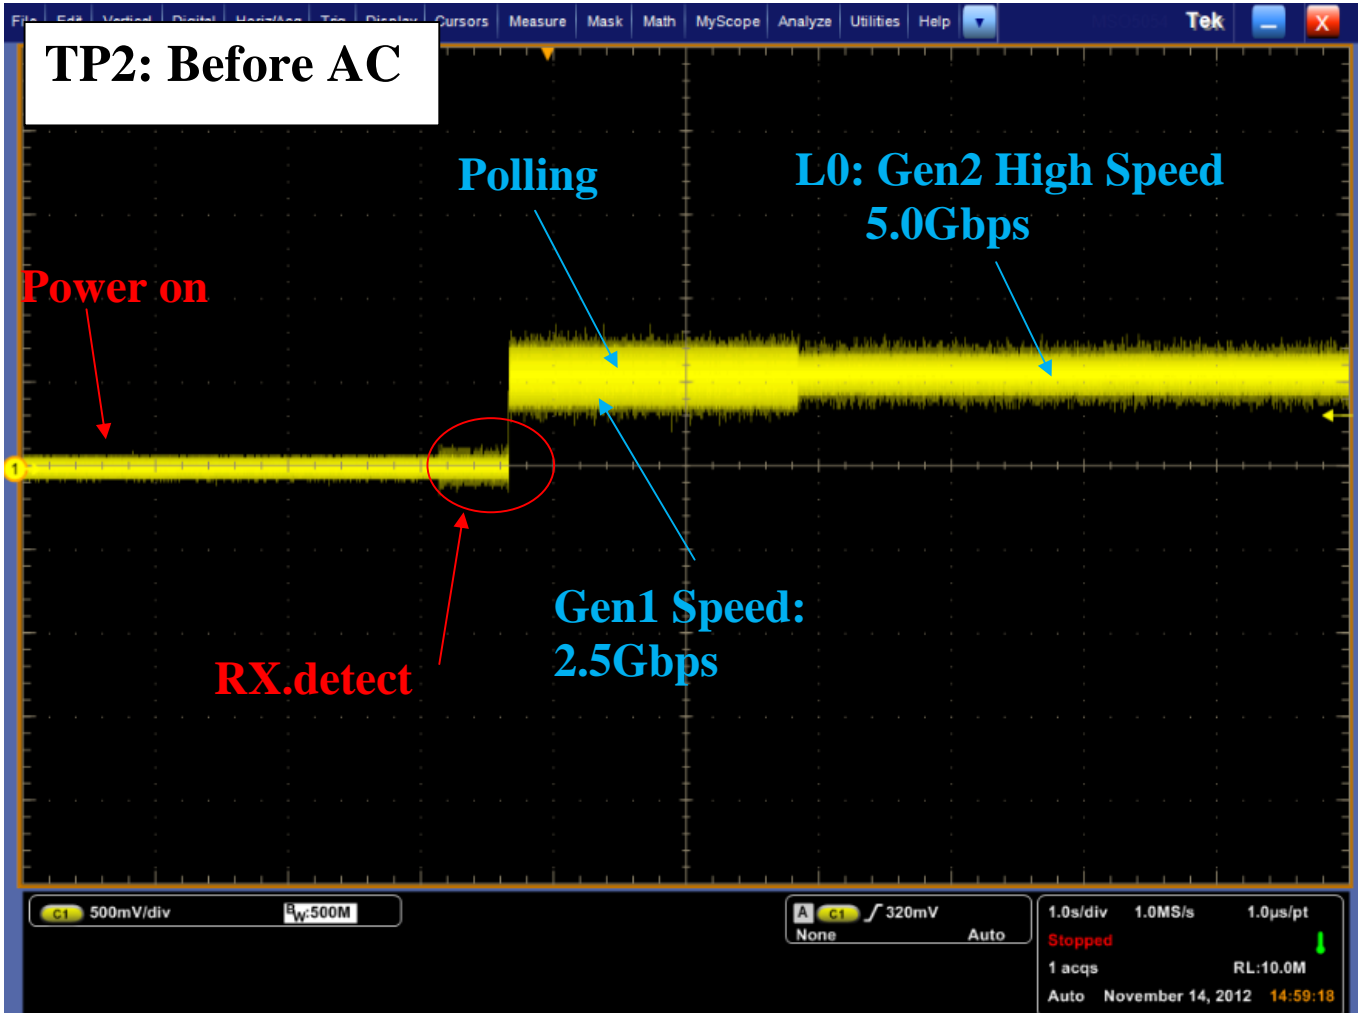 Cursors Measure Mask Math MyScope Analyze Utilities Help Tek X
TP2: Before AC
Polling
L0: Gen2 High Speed
5.0Gbps
Power on
1
Gen1 Speed:
2.5Gbps
RX.detect
C1 500mV/div BW:500M
A C1 320mV
None Auto
1.0s/div 1.0MS/s 1.0µs/pt
Stopped
1 acqs RL:10.0M
Auto November 14, 2012 14:59:18